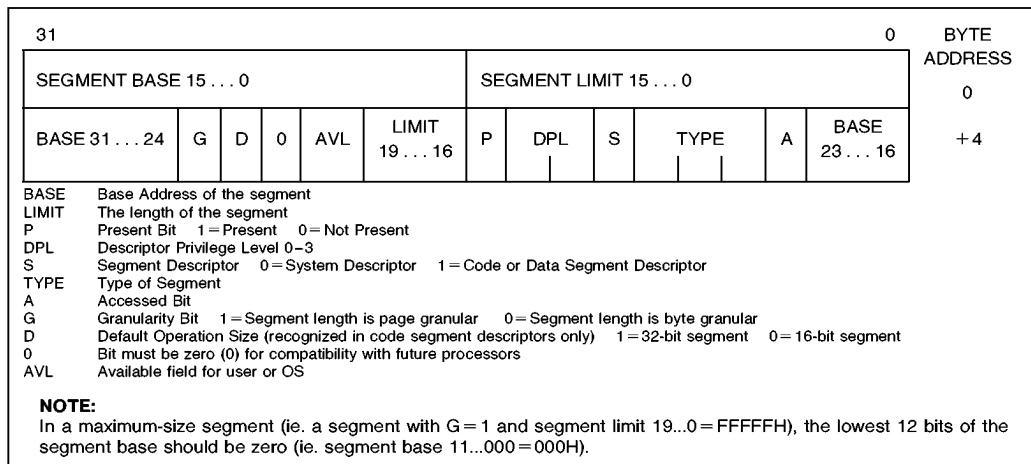 31 0 BYTE ADDRESS
SEGMENT BASE 15 . . . 0 SEGMENT LIMIT 15 . . . 0 0
BASE 31 . . . 24 G D 0 AVL LIMIT 19 . . . 16 P DPL S TYPE A BASE 23 . . . 16 +4
BASE Base Address of the segment
LIMIT The length of the segment
P Present Bit 1=Present 0=Not Present
DPL Descriptor Privilege Level 0–3
S Segment Descriptor 0=System Descriptor 1=Code or Data Segment Descriptor
TYPE Type of Segment
A Accessed Bit
G Granularity Bit 1=Segment length is page granular 0=Segment length is byte granular
D Default Operation Size (recognized in code segment descriptors only) 1=32-bit segment 0=16-bit segment
0 Bit must be zero (0) for compatibility with future processors
AVL Available field for user or OS
NOTE:
In a maximum-size segment (ie. a segment with G=1 and segment limit 19...0=FFFFFH), the lowest 12 bits of the
segment base should be zero (ie. segment base 11...000=000H).